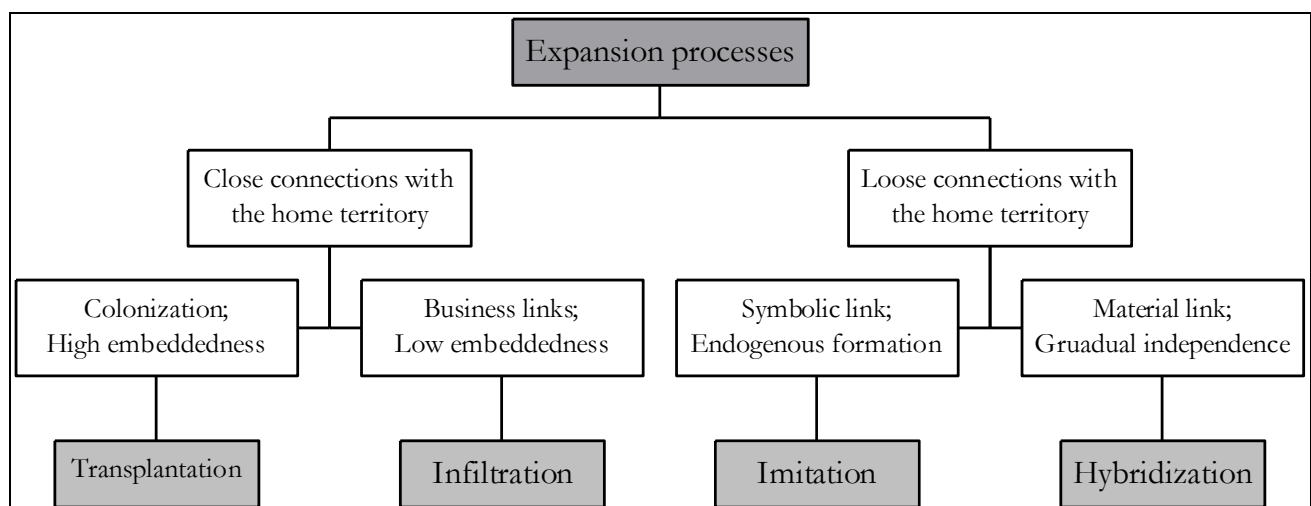 Expansion processes
Close connections with
the home territory
Loose connections with
the home territory
Colonization;
High embeddedness
Business links;
Low embeddedness
Symbolic link;
Endogenous formation
Material link;
Gruadual independence
Transplantation
Infiltration
Imitation
Hybridization